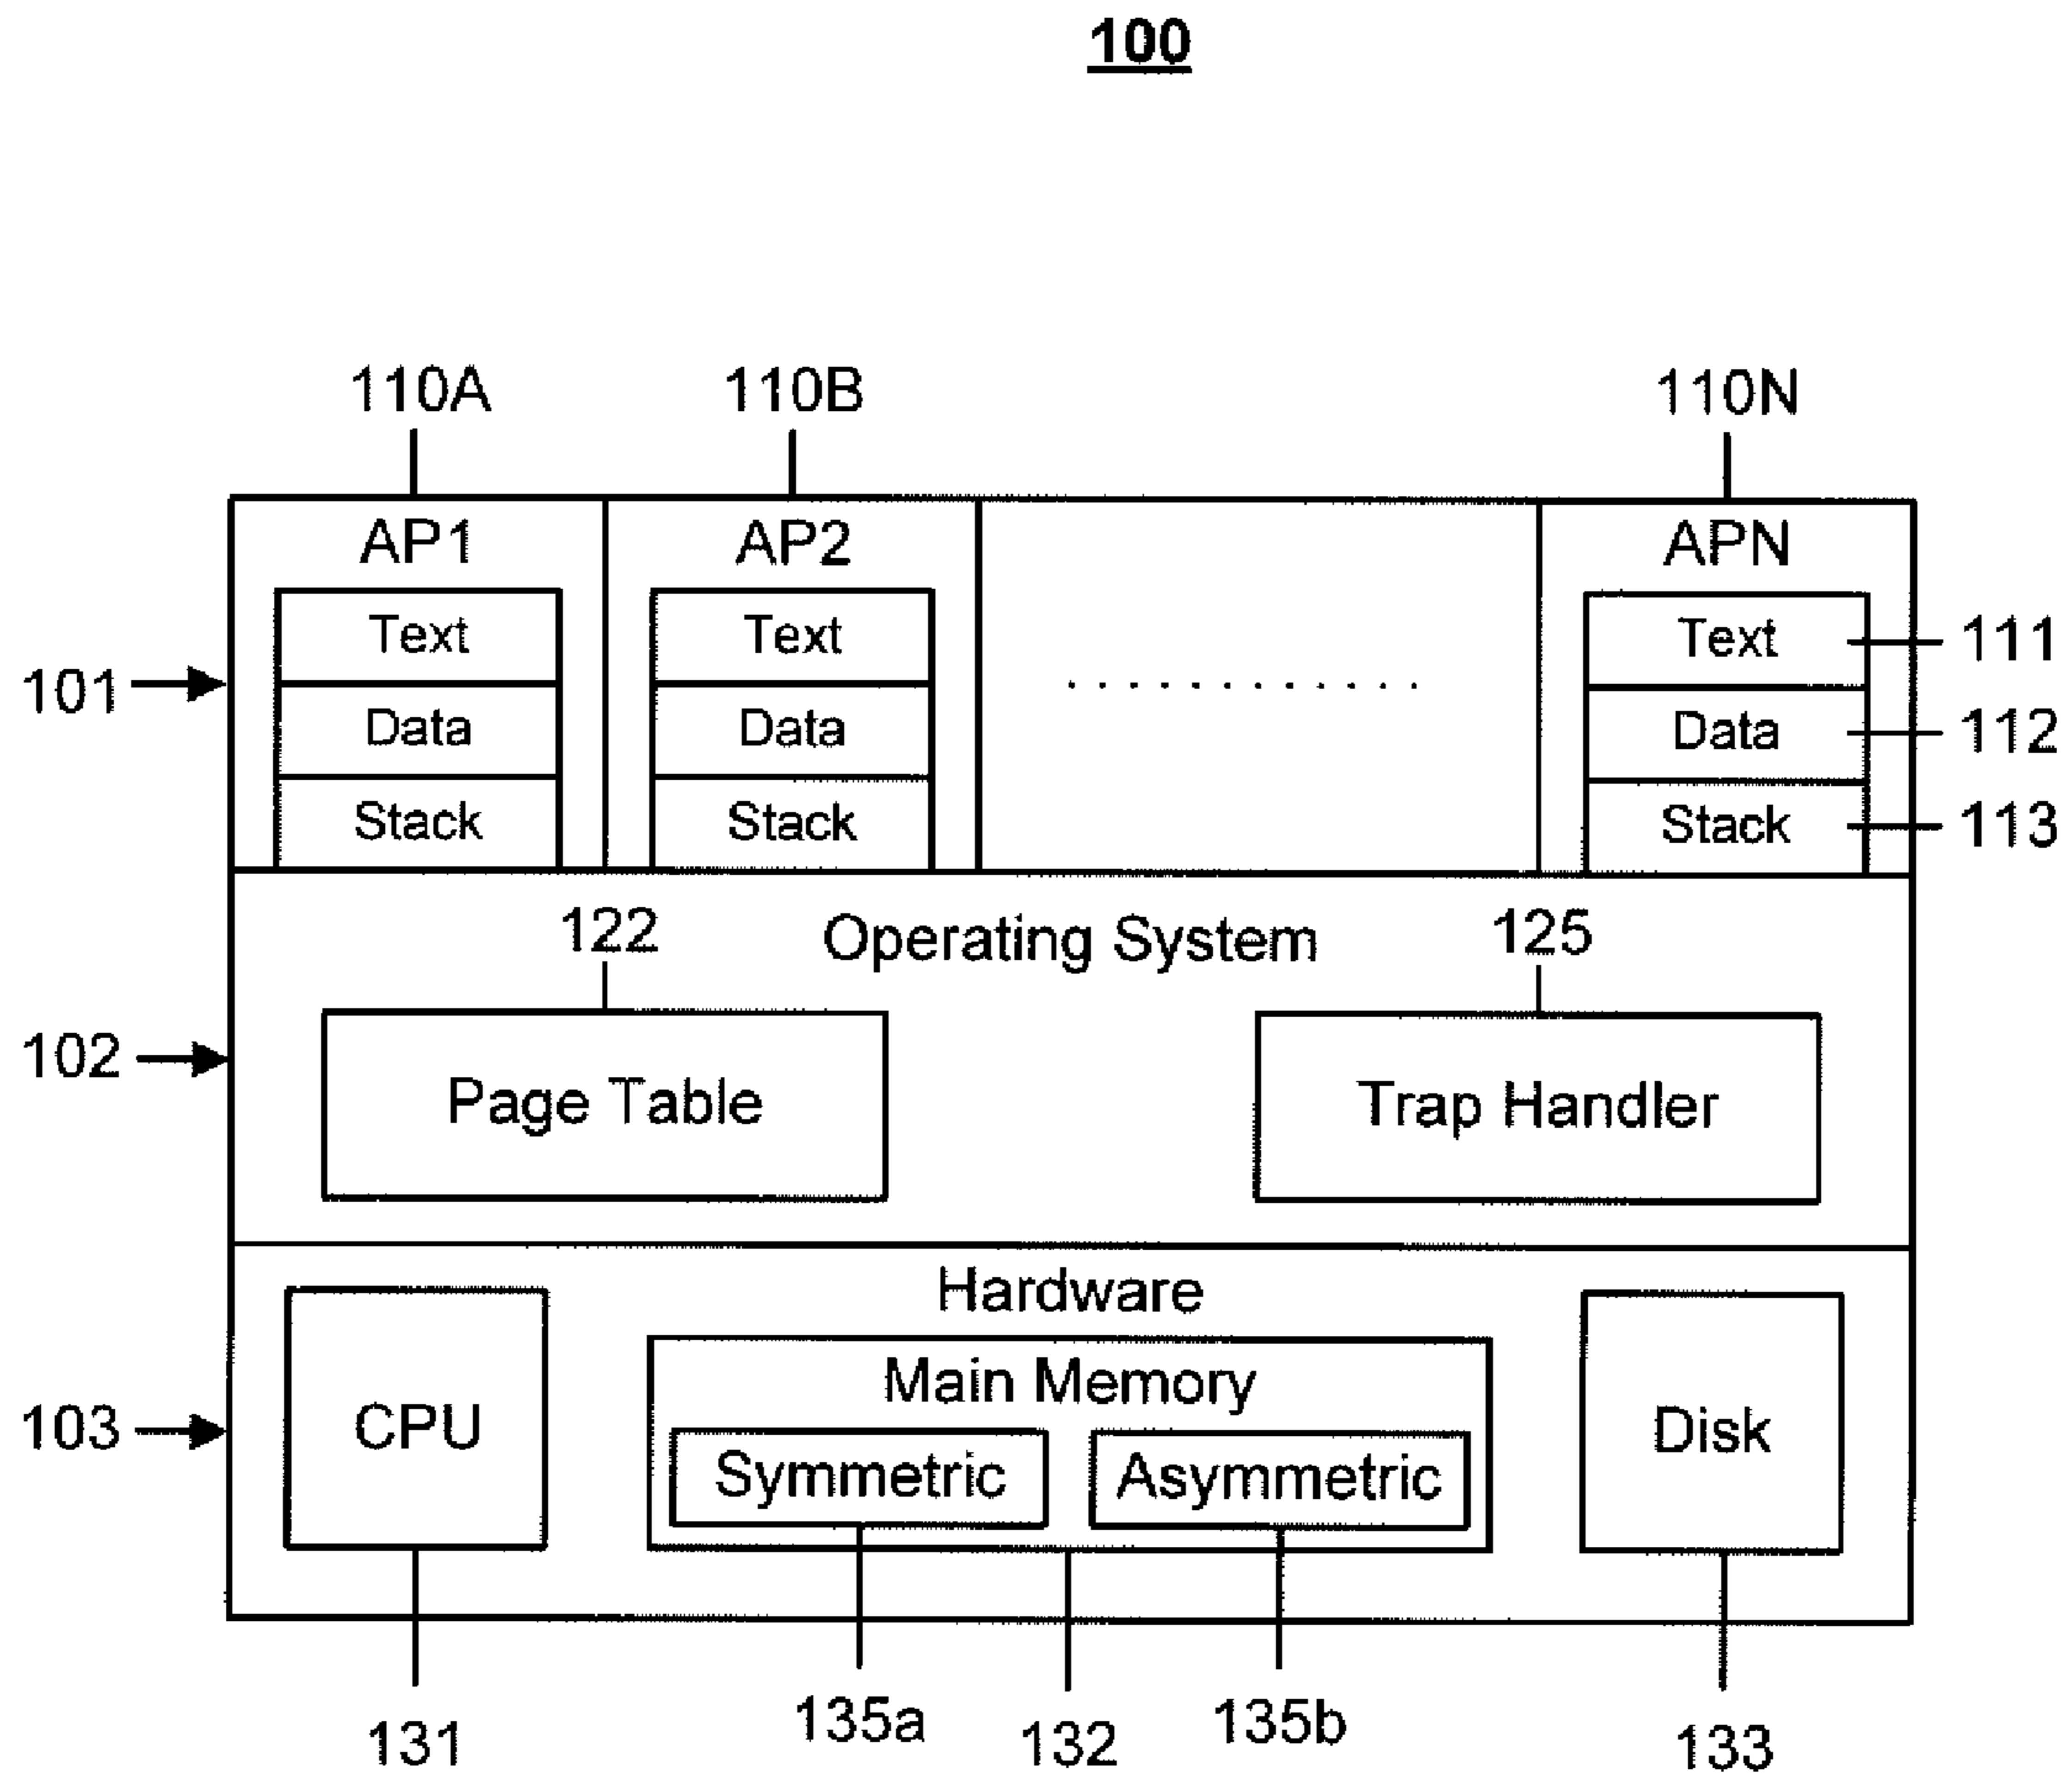 100
110A 110B 110N
AP1 AP2 APN
Text Text Text 111
101
Data Data . . . . . . . . . . . . Data 112
Stack Stack Stack 113
122 Operating System 125
102
Page Table Trap Handler
Hardware
Main Memory
103 CPU Disk
Symmetric Asymmetric
135a 135b
131 132 133